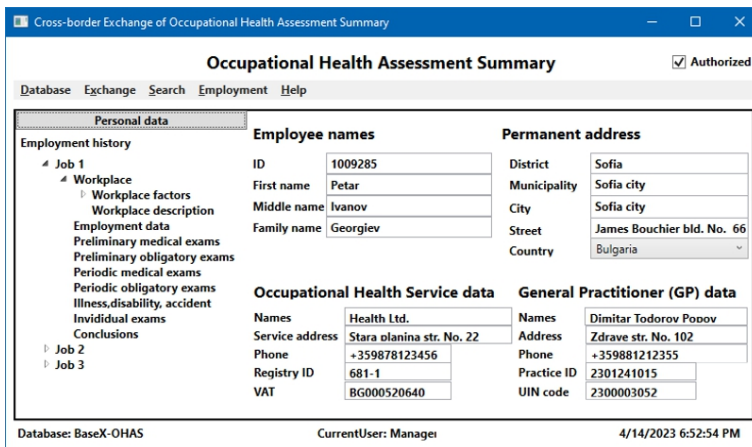 Cross-border Exchange of Occupational Health Assessment Summary
Occupational Health Assessment Summary
Authorized
Database Exchange Search Employment Help
Personal data
Employment history
Job 1
Workplace
Workplace factors
Workplace description
Employment data
Preliminary medical exams
Preliminary obligatory exams
Periodic medical exams
Periodic obligatory exams
Illness,disability, accident
Invididual exams
Conclusions
Job 2
Job 3
Employee names
ID 1009285
First name Petar
Middle name Ivanov
Family name Georgiev
Permanent address
District Sofia
Municipality Sofia city
City Sofia city
Street James Bouchier bld. No. 66
Country Bulgaria
Occupational Health Service data
Names Health Ltd.
Service address Stara planina str. No. 22
Phone +359878123456
Registry ID 681-1
VAT BG000520640
General Practitioner (GP) data
Names Dimitar Todorov Popov
Address Zdrave str. No. 102
Phone +359881212355
Practice ID 2301241015
UIN code 2300003052
Database: BaseX-OHAS CurrentUser: Manager 4/14/2023 6:52:54 PM